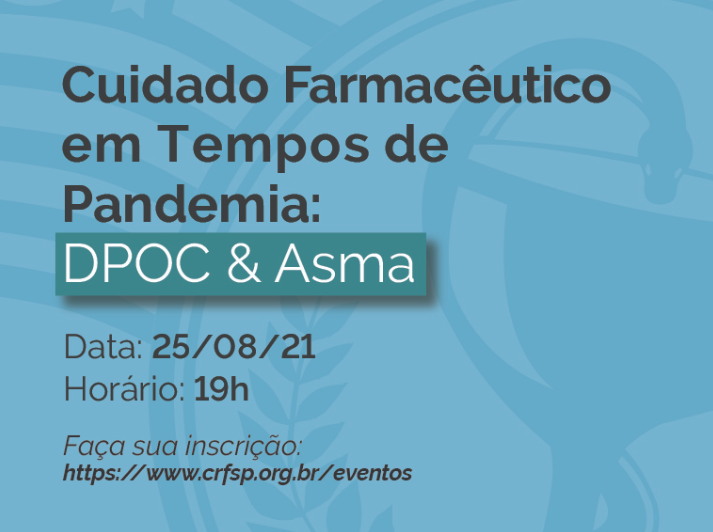 Cuidado Farmacêutico
em Tempos de
Pandemia:
DPOC & Asma
Data: 25/08/21
Horário: 19h
Faça sua inscrição:
https://www.crfsp.org.br/eventos